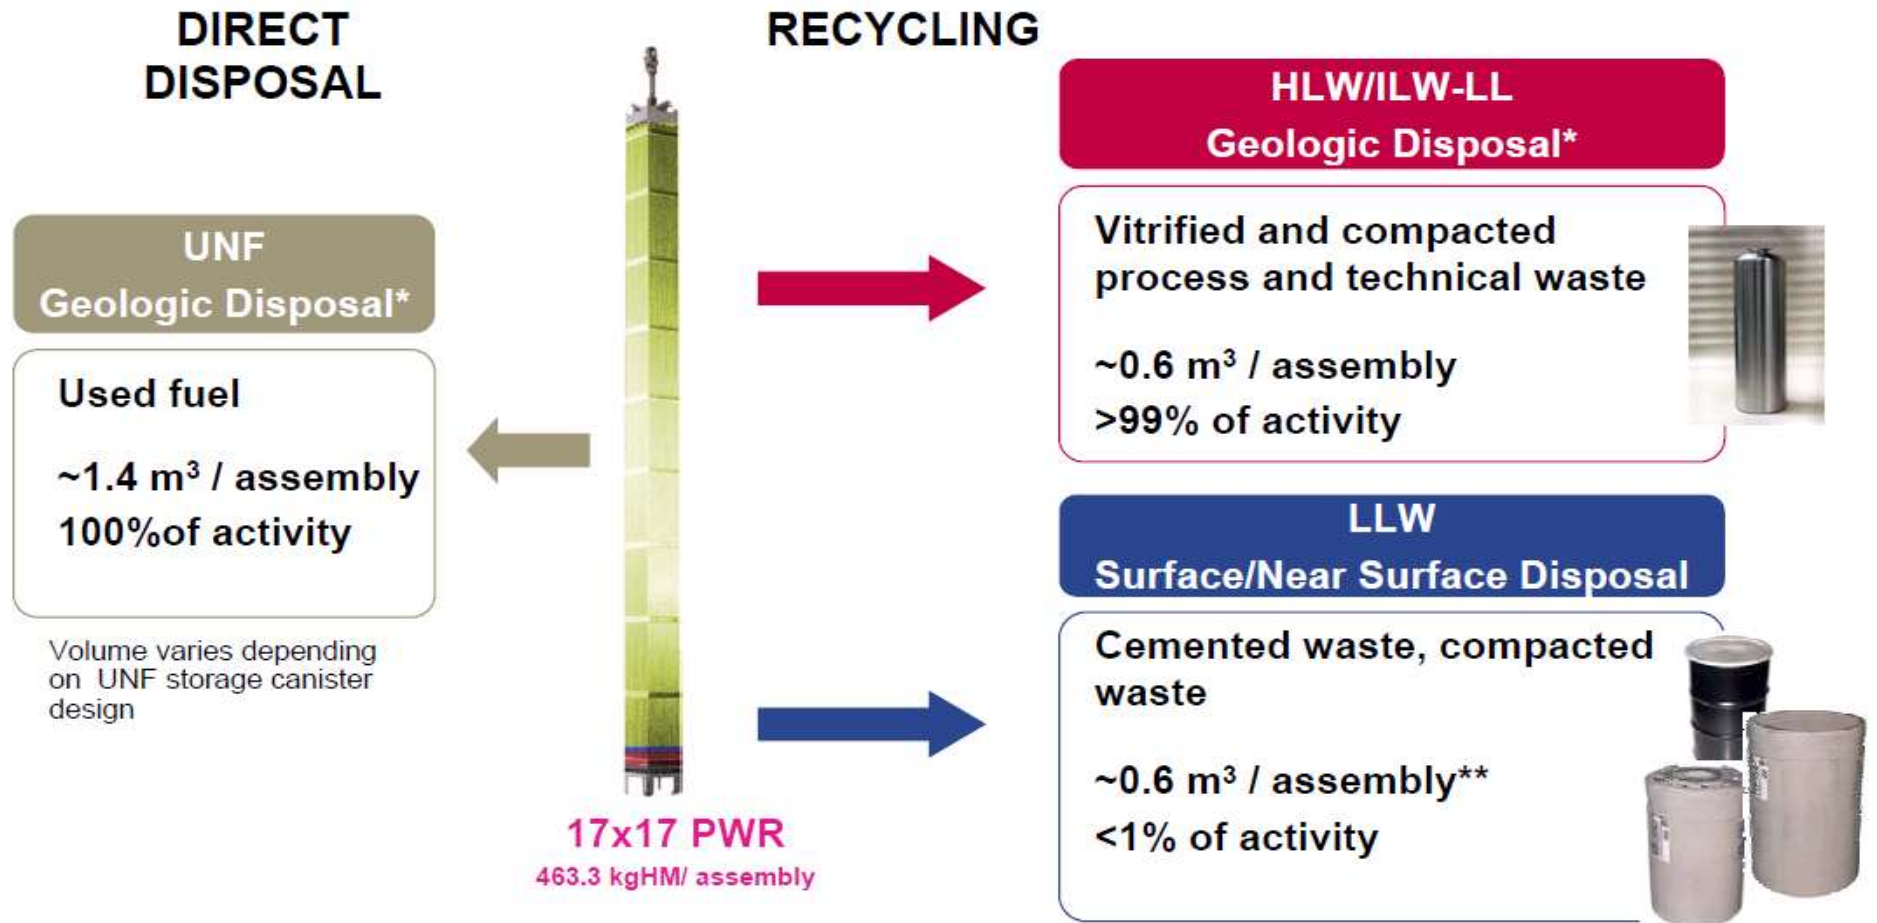 DIRECT
DISPOSAL
UNF
Geologic Disposal*
Used fuel
~1.4 m³ / assembly
100%of activity
Volume varies depending
on UNF storage canister
design
17x17 PWR
463.3 kgHM/ assembly
RECYCLING
HLW/ILW-LL
Geologic Disposal*
Vitrified and compacted
process and technical waste
~0.6 m³ / assembly
>99% of activity
LLW
Surface/Near Surface Disposal
Cemented waste, compacted
waste
~0.6 m³ / assembly**
<1% of activity